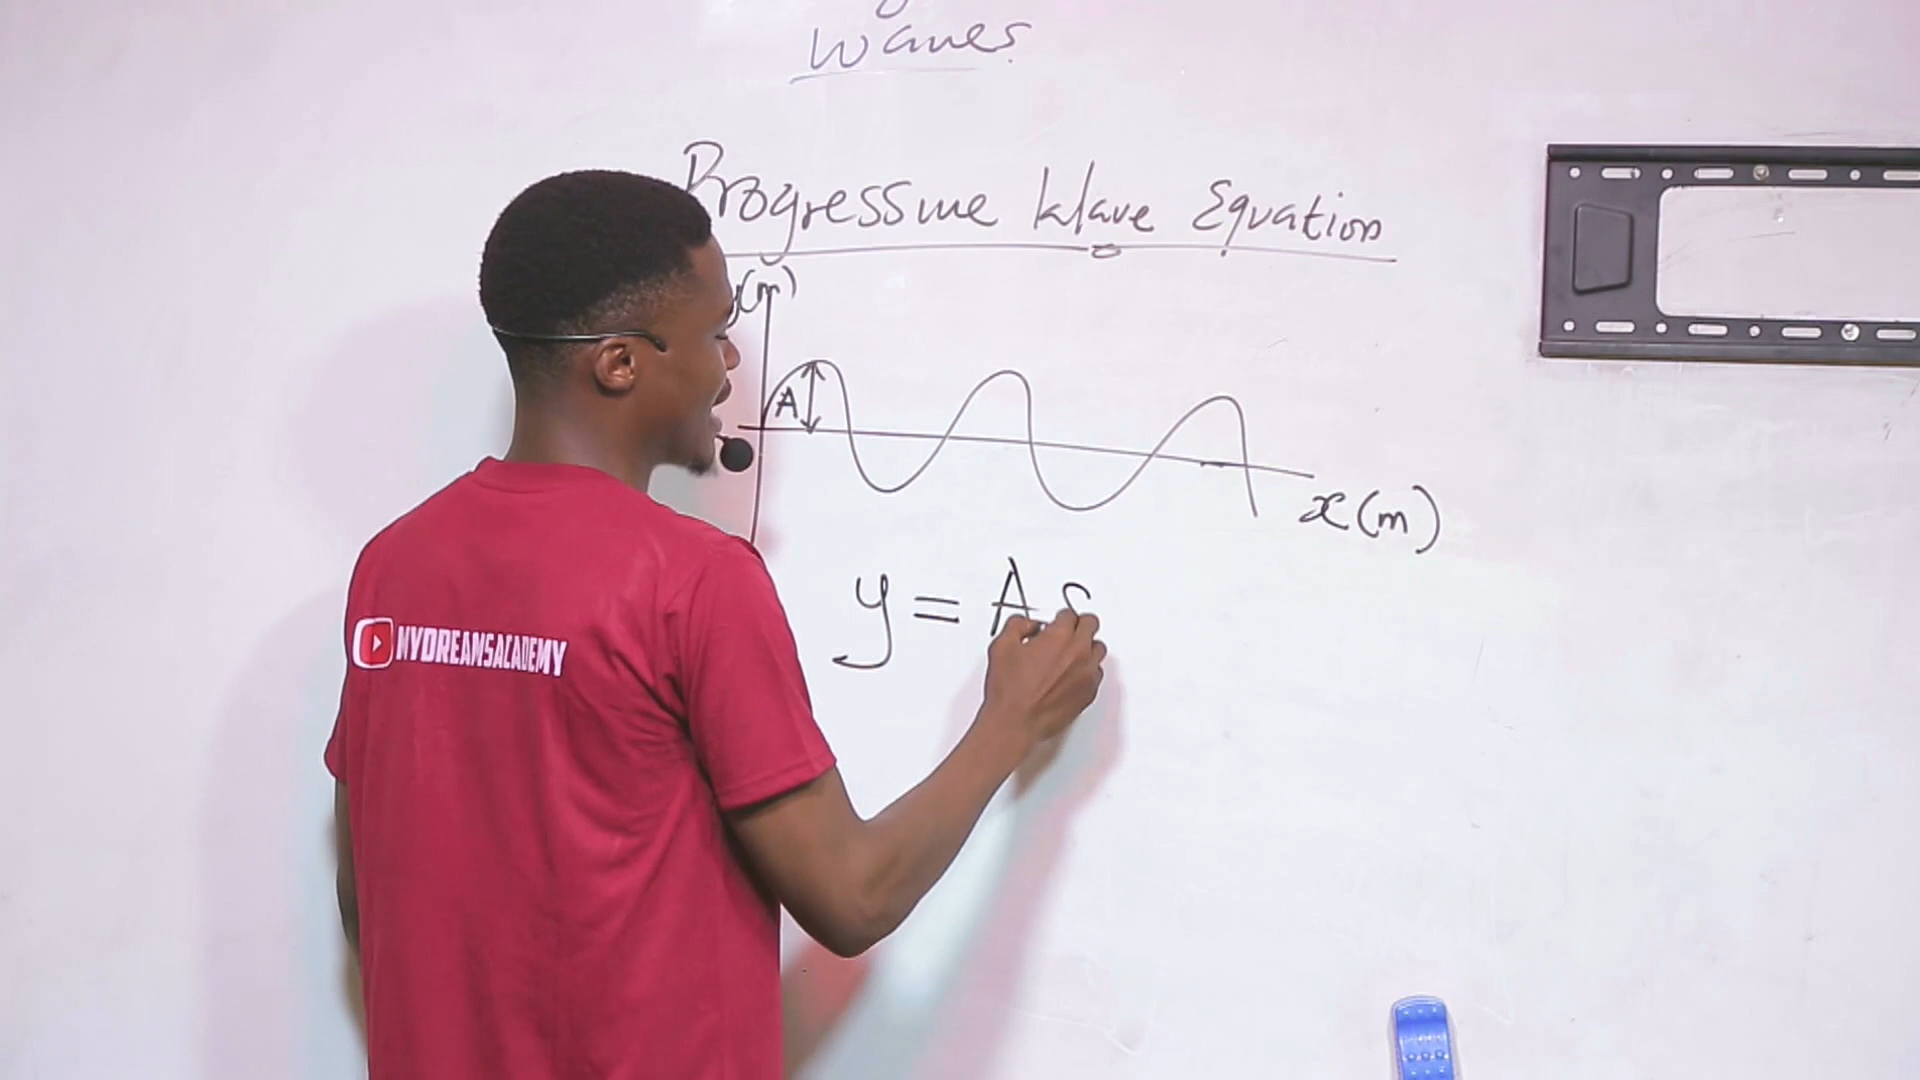 Waves
Progressive Wave Equation
y(m)
A
x(m)
y = A s
MYDREAMSACADEMY